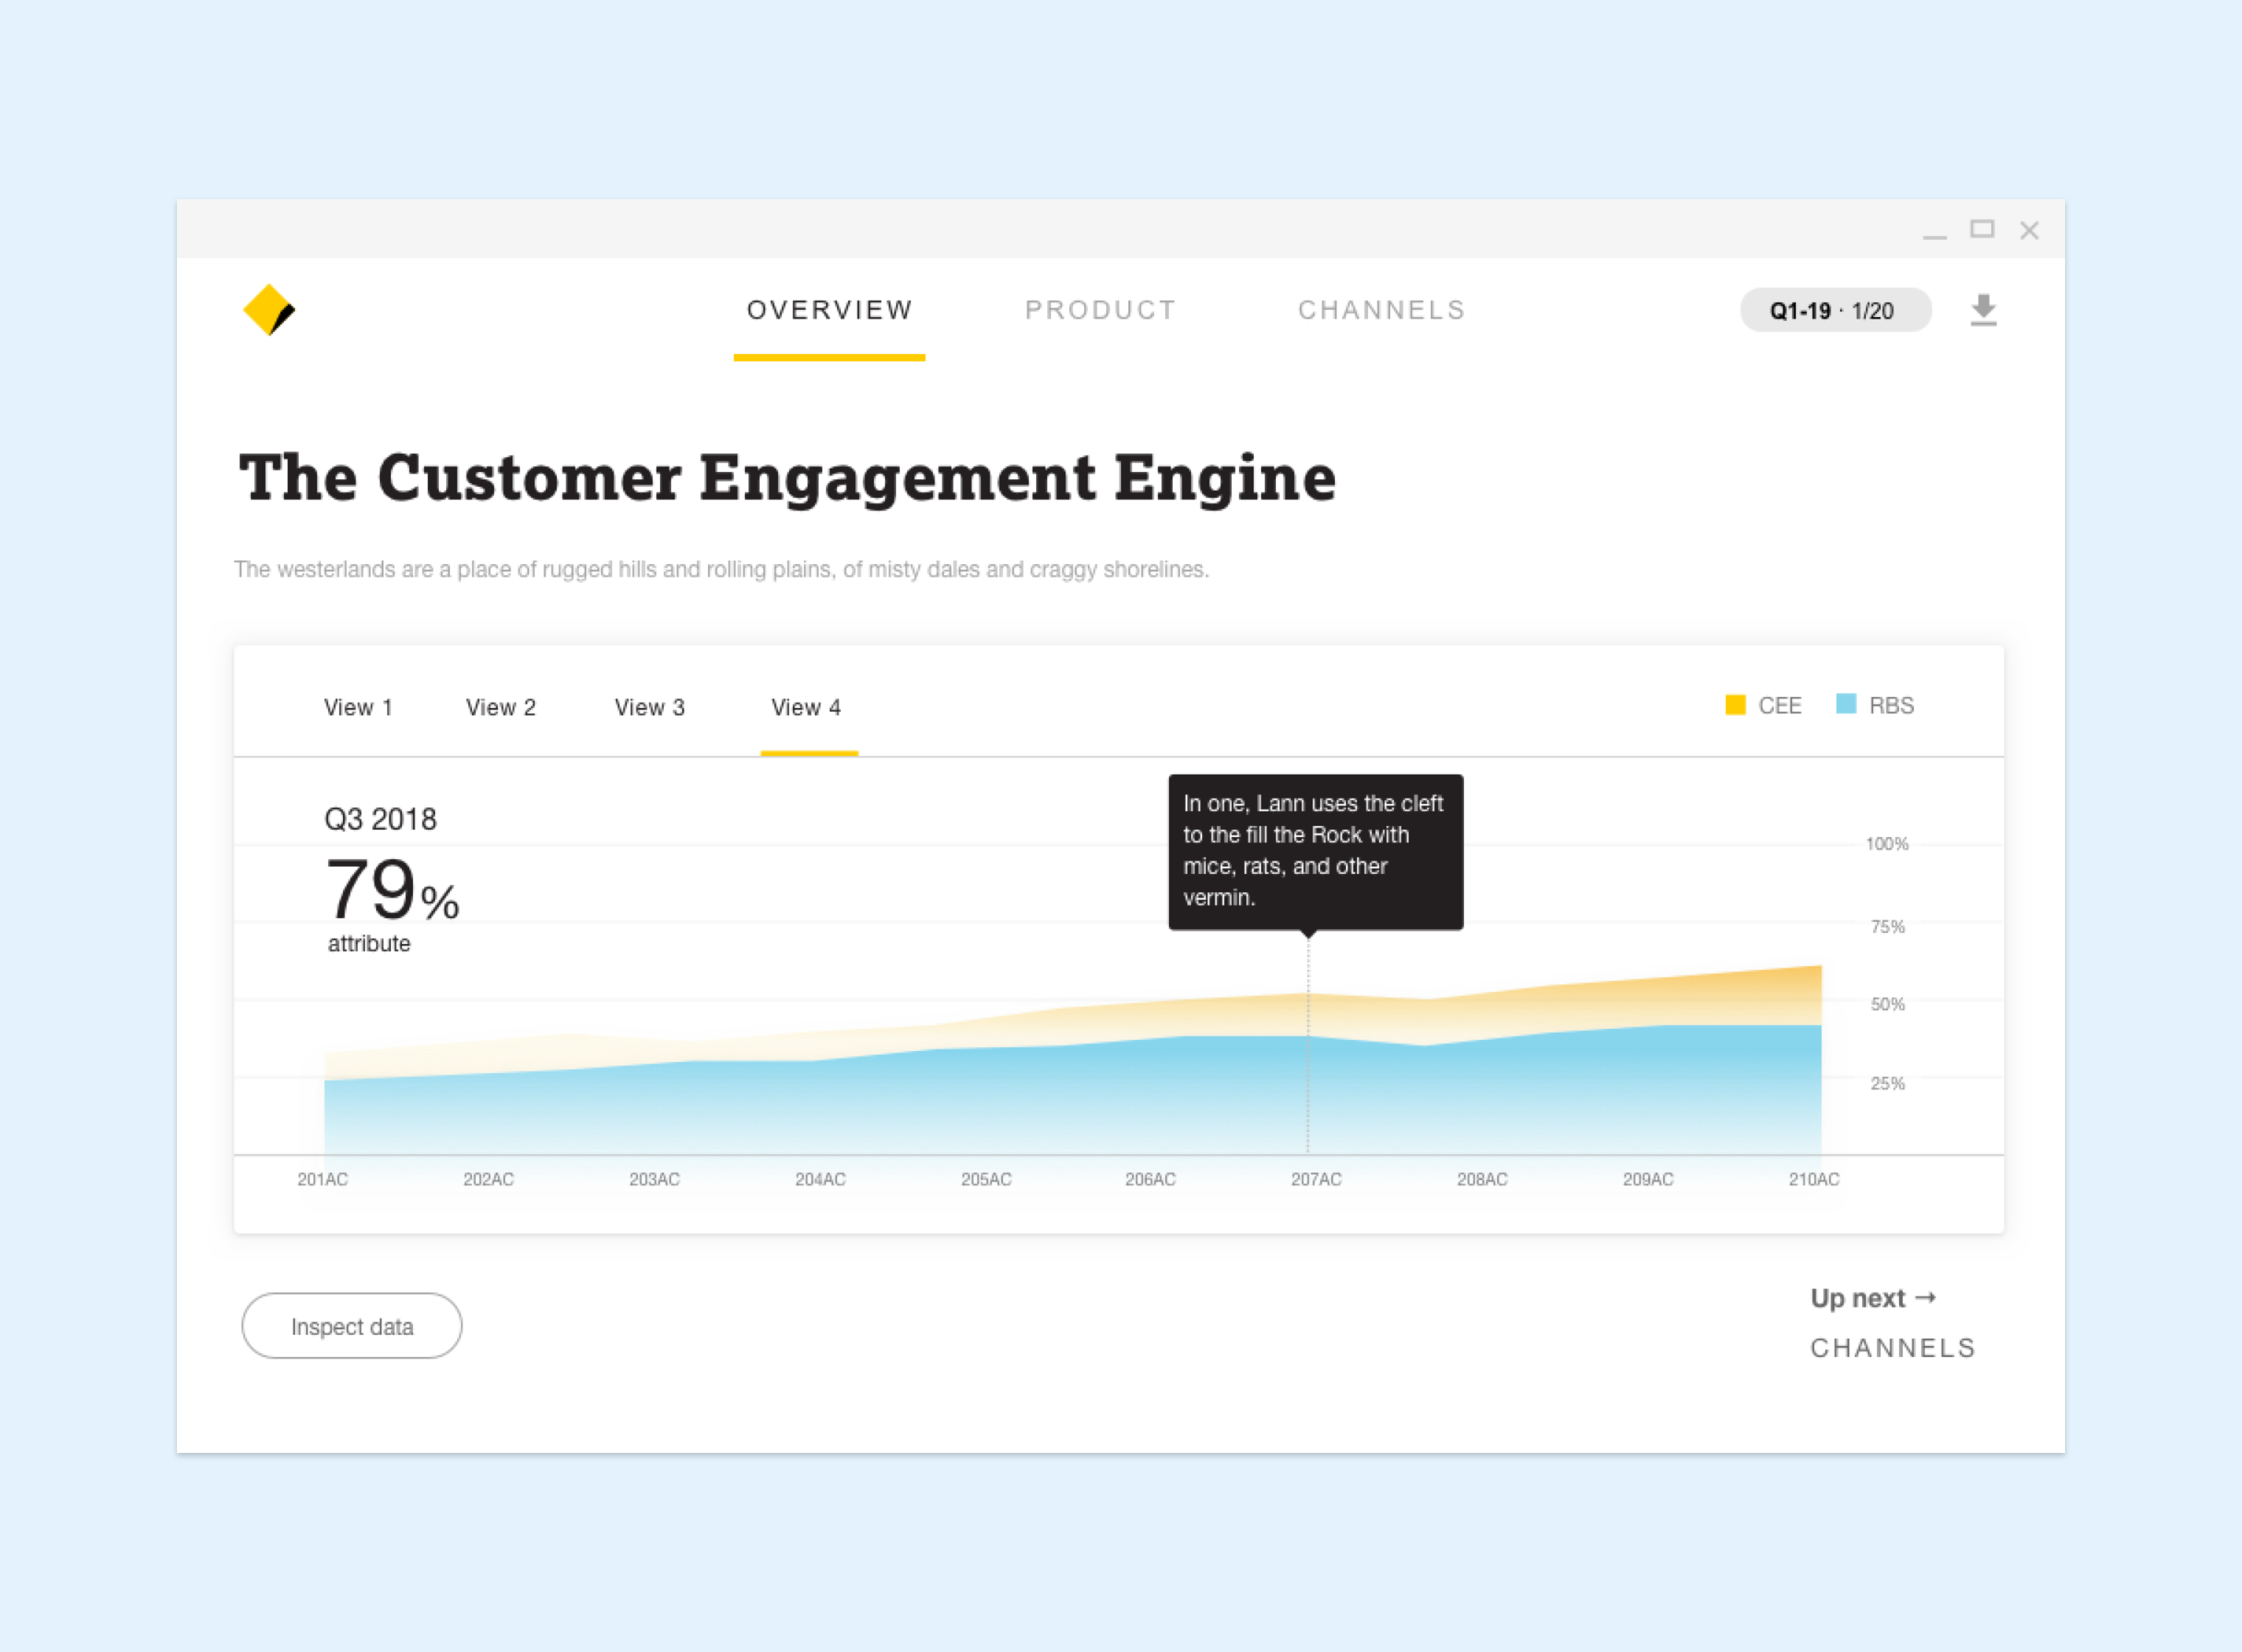 OVERVIEW PRODUCT CHANNELS Q1-19 · 1/20
The Customer Engagement Engine
The westerlands are a place of rugged hills and rolling plains, of misty dales and craggy shorelines.
View 1 View 2 View 3 View 4 CEE RBS
Q3 2018
79%
attribute
In one, Lann uses the cleft
to the fill the Rock with
mice, rats, and other
vermin.
100%
75%
50%
25%
201AC 202AC 203AC 204AC 205AC 206AC 207AC 208AC 209AC 210AC
Inspect data
Up next →
CHANNELS